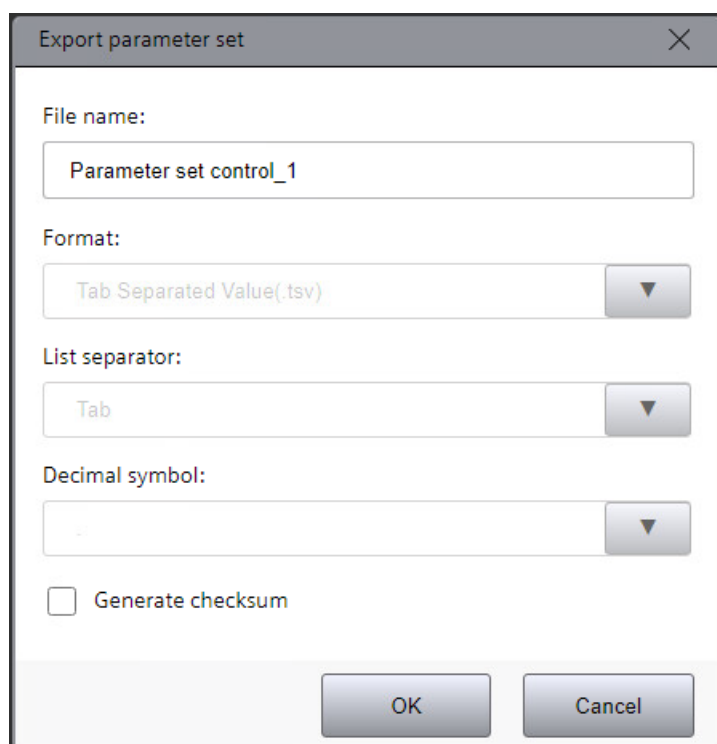 Export parameter set
File name:
Parameter set control_1
Format:
Tab Separated Value(.tsv)
List separator:
Tab
Decimal symbol:
.
Generate checksum
OK Cancel